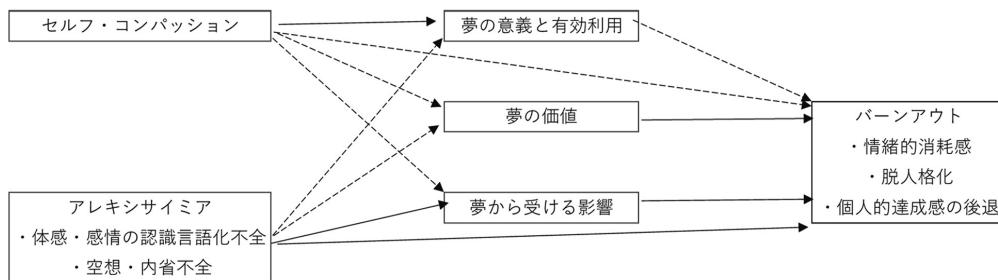 セルフ・コンパッション
夢の意義と有効利用
夢の価値
バーンアウト
・情緒的消耗感
・脱人格化
・個人的達成感の後退
アレキシサイミア
・体感・感情の認識言語化不全
・空想・内省不全
夢から受ける影響